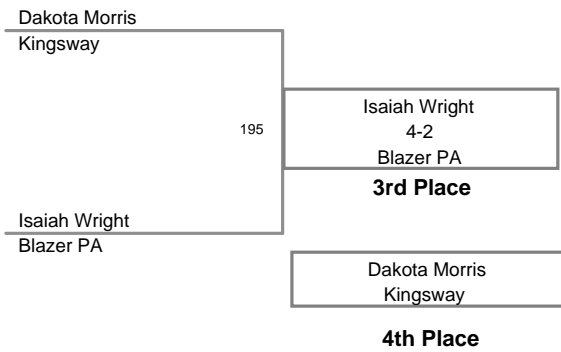 Dakota Morris
Kingsway
195
Isaiah Wright
4-2
Blazer PA
3rd Place
Isaiah Wright
Blazer PA
Dakota Morris
Kingsway
4th Place